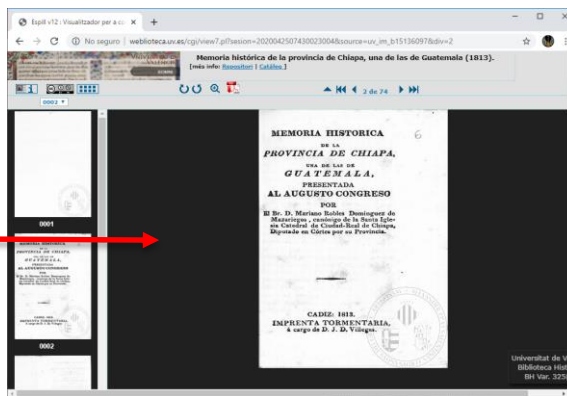 Espill v12 : Visualitzador per a co
No seguro | weblioteca.uv.es/cgi/view7.pl?sesion=2020042507430023004&source=uv_im_b15136097&div=2
Memoria histórica de la provincia de Chiapa, una de las de Guatemala (1813).
[más info: Repositori | Catàleg ]
0002
2 de 74
0001
0002
MEMORIA HISTORICA
DE LA
PROVINCIA DE CHIAPA,
UNA DE LAS DE
GUATEMALA,
PRESENTADA
AL AUGUSTO CONGRESO
POR
El Br. D. Mariano Robles Dominguez de
Mazariegos, canónigo de la Santa Igle-
sia Catedral de Ciudad-Real de Chiapa,
Diputado en Córtes por su Provincia.
6
CADIZ: 1813.
IMPRENTA TORMENTARIA,
á cargo de D. J. D. Villegas.
Universitat de V
Biblioteca Hist
BH Var. 325